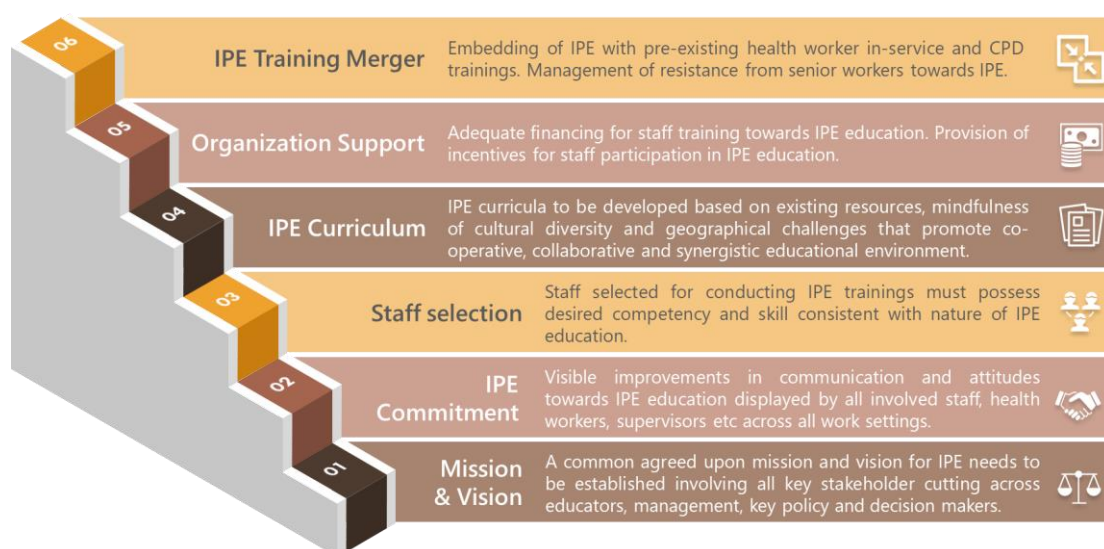 06
IPE Training Merger
Embedding of IPE with pre-existing health worker in-service and CPD
trainings. Management of resistance from senior workers towards IPE.
05
Organization Support
Adequate financing for staff training towards IPE education. Provision of
incentives for staff participation in IPE education.
04
IPE Curriculum
IPE curricula to be developed based on existing resources, mindfulness
of cultural diversity and geographical challenges that promote co-
operative, collaborative and synergistic educational environment.
03
Staff selection
Staff selected for conducting IPE trainings must possess
desired competency and skill consistent with nature of IPE
education.
02
IPE
Commitment
Visible improvements in communication and attitudes
towards IPE education displayed by all involved staff, health
workers, supervisors etc across all work settings.
01
Mission
& Vision
A common agreed upon mission and vision for IPE needs to
be established involving all key stakeholder cutting across
educators, management, key policy and decision makers.